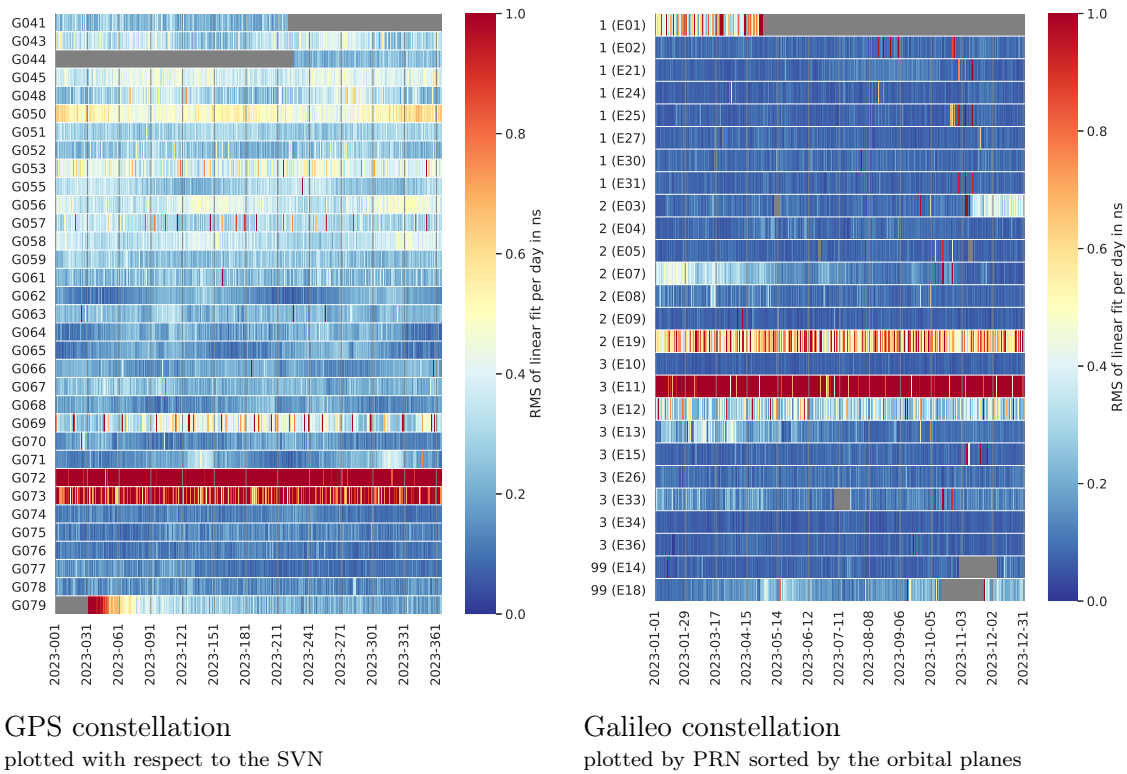 G041
G043
G044
G045
G048
G050
G051
G052
G053
G055
G056
G057
G058
G059
G061
G062
G063
G064
G065
G066
G067
G068
G069
G070
G071
G072
G073
G074
G075
G076
G077
G078
G079
2023-001
2023-031
2023-061
2023-091
2023-121
2023-151
2023-181
2023-211
2023-241
2023-271
2023-301
2023-331
2023-361
1.0
0.8
0.6
0.4
0.2
0.0
RMS of linear fit per day in ns
1 (E01)
1 (E02)
1 (E21)
1 (E24)
1 (E25)
1 (E27)
1 (E30)
1 (E31)
2 (E03)
2 (E04)
2 (E05)
2 (E07)
2 (E08)
2 (E09)
2 (E19)
3 (E10)
3 (E11)
3 (E12)
3 (E13)
3 (E15)
3 (E26)
3 (E33)
3 (E34)
3 (E36)
99 (E14)
99 (E18)
2023-01-01
2023-01-29
2023-03-17
2023-04-15
2023-05-14
2023-06-12
2023-07-11
2023-08-08
2023-09-06
2023-10-05
2023-11-03
2023-12-02
2023-12-31
1.0
0.8
0.6
0.4
0.2
0.0
RMS of linear fit per day in ns
GPS constellation
plotted with respect to the SVN
Galileo constellation
plotted by PRN sorted by the orbital planes